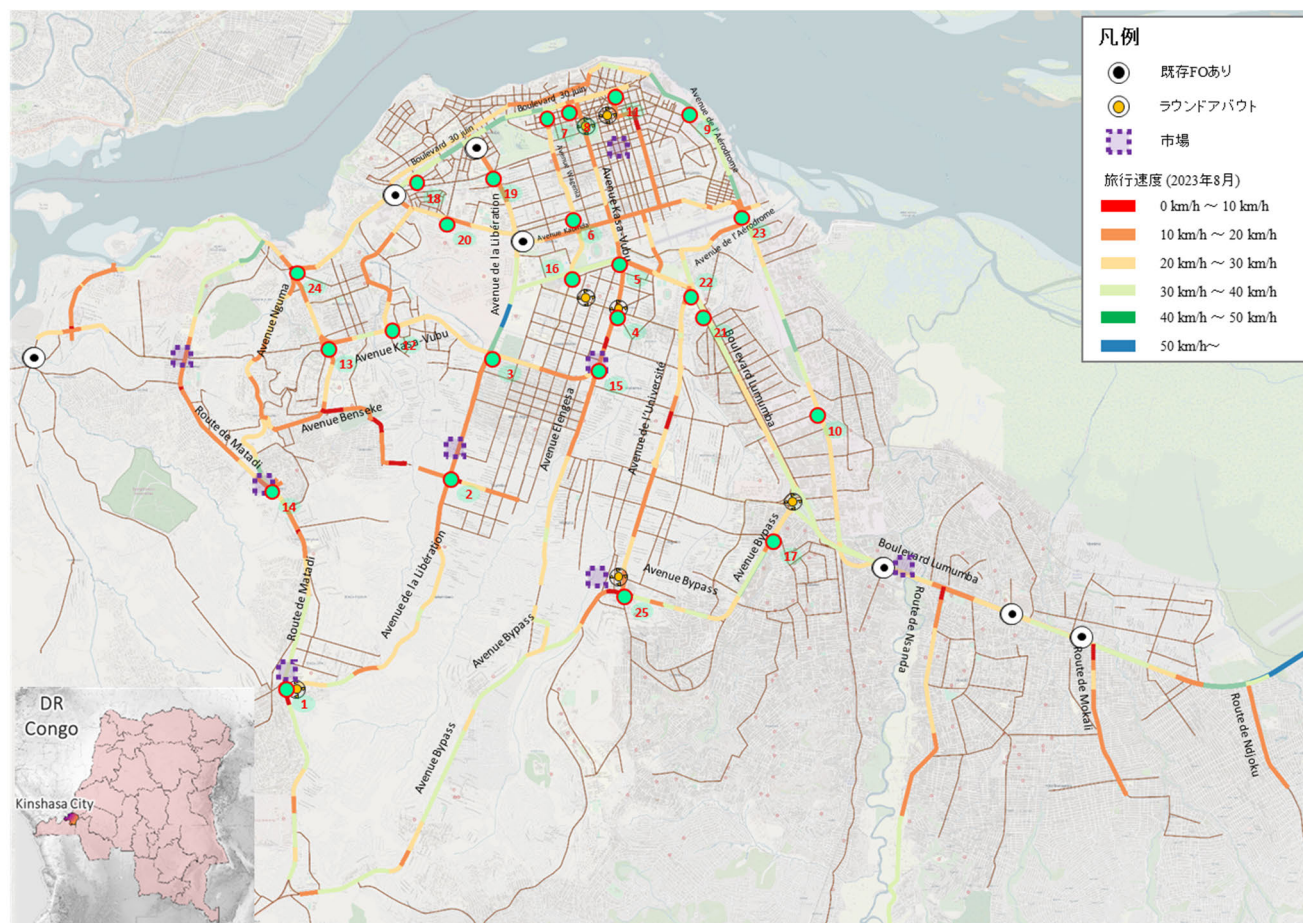 凡例
既存FOあり
ラウンドアバウト
市場
旅行速度 (2023年8月)
0 km/h ～ 10 km/h
10 km/h ～ 20 km/h
20 km/h ～ 30 km/h
30 km/h ～ 40 km/h
40 km/h ～ 50 km/h
50 km/h～
Boulevard 30 juin
Boulevard 30 juin
7
8
11
9
Avenue de l'Aérodrome
18
19
20
Avenue Wagenia
Avenue Kasa-Vubu
6
Avenue Kabinda
23
Avenue de l'Aérodrome
Avenue de la Libération
16
5
22
24
Avenue Nguma
4
21
12
13
Avenue Kasa-Vubu
3
15
Boulevard Lumumba
Avenue Elengesa
Avenue de l'Universite
10
Avenue Benseke
Route de Matadi
2
14
17
Avenue Bypass
Avenue Bypass
Boulevard Lumumba
25
Route de Matadi
Avenue de la Libération
Avenue Bypass
Route de Nsanda
Route de Mokali
Route de Ndjoku
1
Avenue Bypass
DR
Congo
Kinshasa City